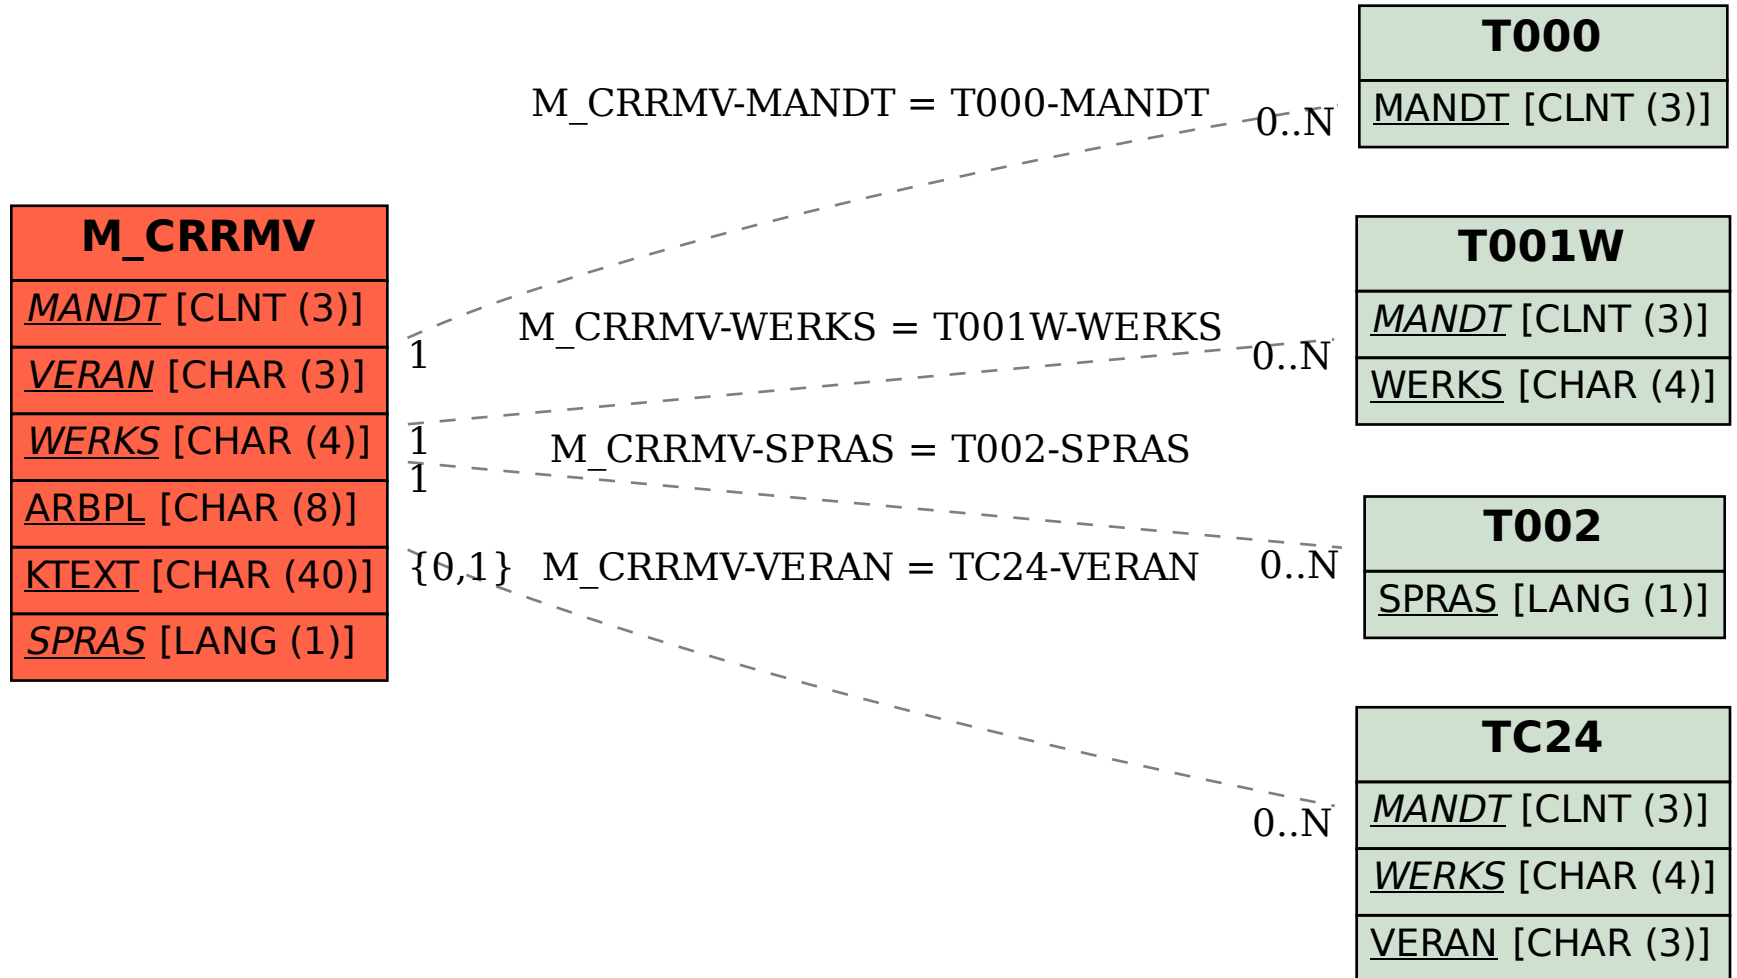 M_CRRMV
MANDT [CLNT (3)]
VERAN [CHAR (3)]
WERKS [CHAR (4)]
ARBPL [CHAR (8)]
KTEXT [CHAR (40)]
SPRAS [LANG (1)]
M_CRRMV-MANDT = T000-MANDT
1
0..N
M_CRRMV-WERKS = T001W-WERKS
1
0..N
M_CRRMV-SPRAS = T002-SPRAS
1
0..N
M_CRRMV-VERAN = TC24-VERAN
{0,1}
0..N
T000
MANDT [CLNT (3)]
T001W
MANDT [CLNT (3)]
WERKS [CHAR (4)]
T002
SPRAS [LANG (1)]
TC24
MANDT [CLNT (3)]
WERKS [CHAR (4)]
VERAN [CHAR (3)]